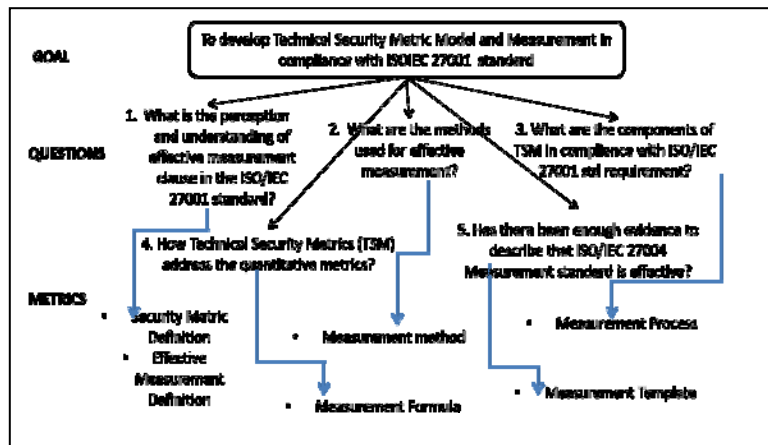 GOAL
To develop Technical Security Metric Model and Measurement in
compliance with ISOIEC 27001 standard
QUESTIONS
1. What is the perception
and understanding of
effective measurement
clause in the ISO/IEC
27001 standard?
2. What are the methods
used for effective
measurement?
3. What are the components of
TSM in compliance with ISO/IEC
27001 std requirement?
4. How Technical Security Metrics (TSM)
address the quantitative metrics?
5. Has there been enough evidence to
describe that ISO/IEC 27004
Measurement standard is effective?
METRICS
• Security Metric
Definition
• Effective
Measurement
Definition
• Measurement method
• Measurement Process
• Measurement Formula
• Measurement Template